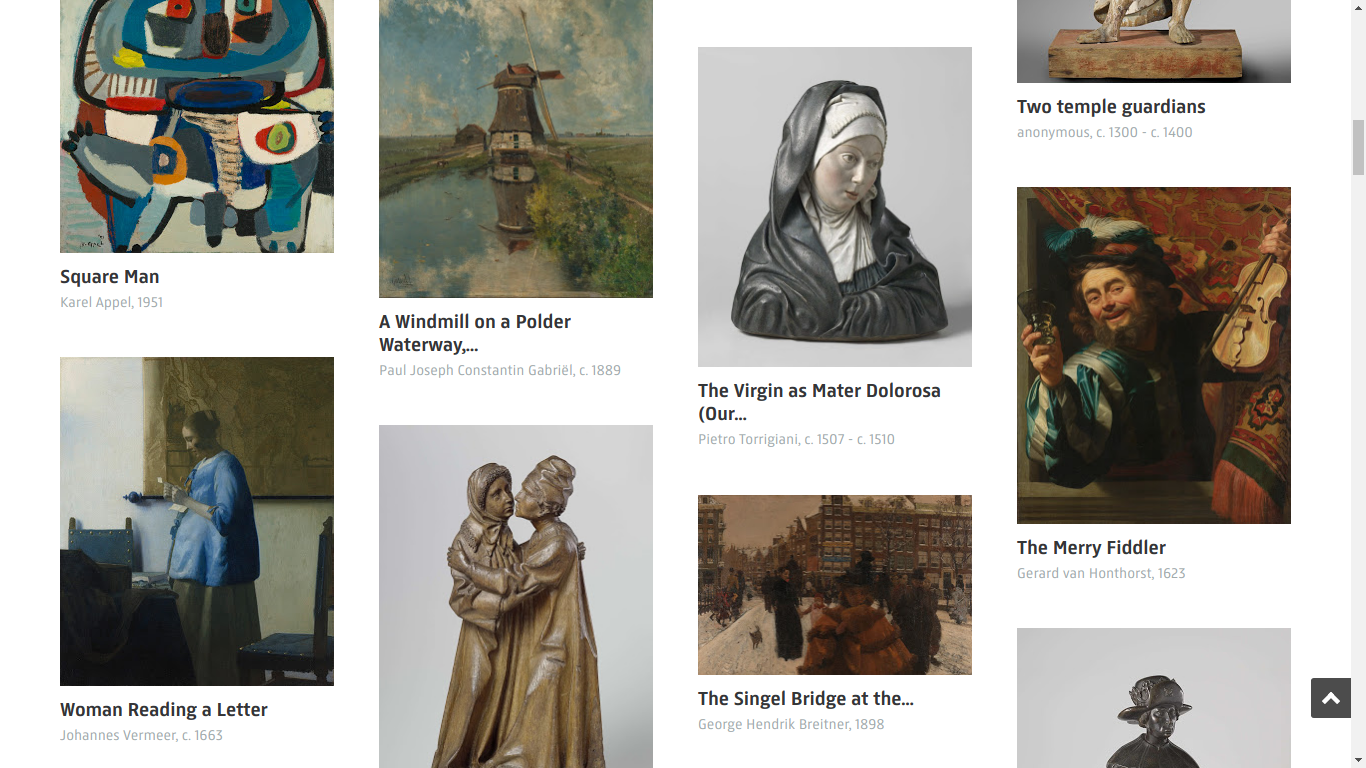 Square Man
Karel Appel, 1951
Woman Reading a Letter
Johannes Vermeer, c. 1663
A Windmill on a Polder
Waterway,...
Paul Joseph Constantin Gabriël, c. 1889
The Virgin as Mater Dolorosa
(Our...
Pietro Torrigiani, c. 1507 - c. 1510
The Singel Bridge at the...
George Hendrik Breitner, 1898
Two temple guardians
anonymous, c. 1300 - c. 1400
The Merry Fiddler
Gerard van Honthorst, 1623